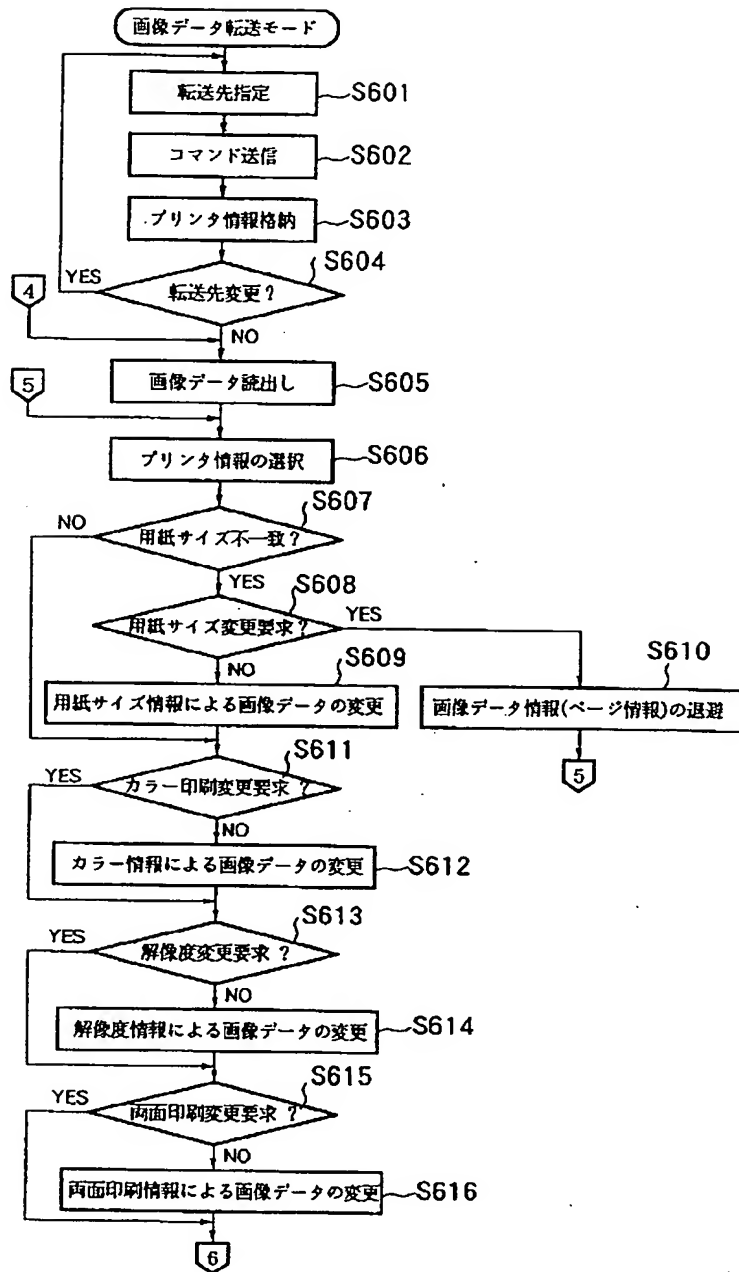 画像データ転送モード
転送先指定
S601
コマンド送信
S602
プリンタ情報格納
S603
S604
YES
転送先変更?
4
NO
画像データ読出し
S605
5
プリンタ情報の選択
S606
S607
NO
用紙サイズ不一致?
YES
S608
用紙サイズ変更要求?
YES
NO
S609
S610
用紙サイズ情報による画像データの変更
画像データ情報(ページ情報)の退避
5
S611
YES
カラー印刷変更要求?
NO
カラー情報による画像データの変更
S612
S613
YES
解像度変更要求?
NO
解像度情報による画像データの変更
S614
S615
YES
両面印刷変更要求?
NO
両面印刷情報による画像データの変更
S616
6